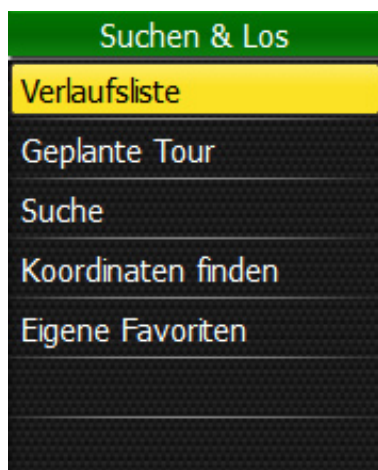 Suchen & Los
Verlaufsliste
Geplante Tour
Suche
Koordinaten finden
Eigene Favoriten